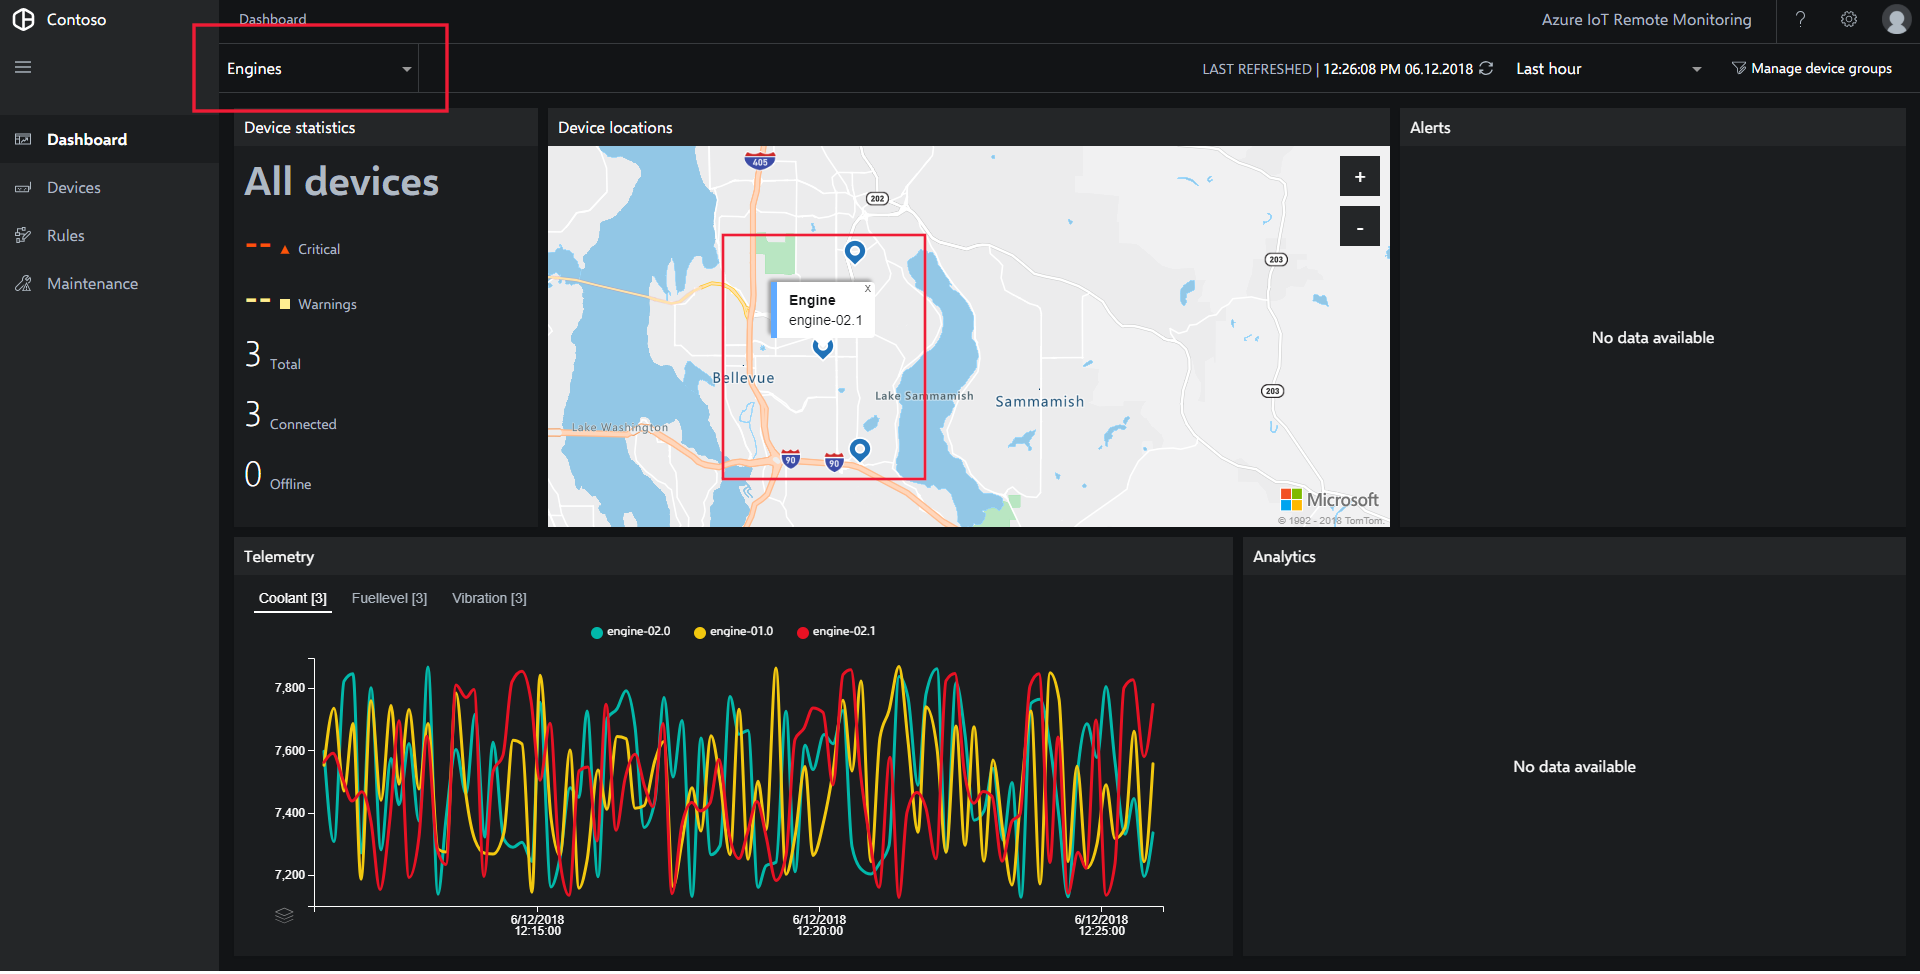 Contoso
Dashboard
Azure IoT Remote Monitoring
?
Engines
LAST REFRESHED | 12:26:08 PM 06.12.2018
Last hour
Manage device groups
Dashboard
Devices
Rules
Maintenance
Device statistics
All devices
-- Critical
-- Warnings
3 Total
3 Connected
0 Offline
Device locations
405
202
203
203
+
-
x
Engine
engine-02.1
Bellevue
Lake Sammamish
Sammamish
Lake Washington
90
90
Microsoft
© 1992 - 2018 TomTom.
Alerts
No data available
Telemetry
Coolant [3] Fuellevel [3] Vibration [3]
engine-02.0 engine-01.0 engine-02.1
7,800
7,600
7,400
7,200
6/12/2018 6/12/2018 6/12/2018
12:15:00 12:20:00 12:25:00
Analytics
No data available